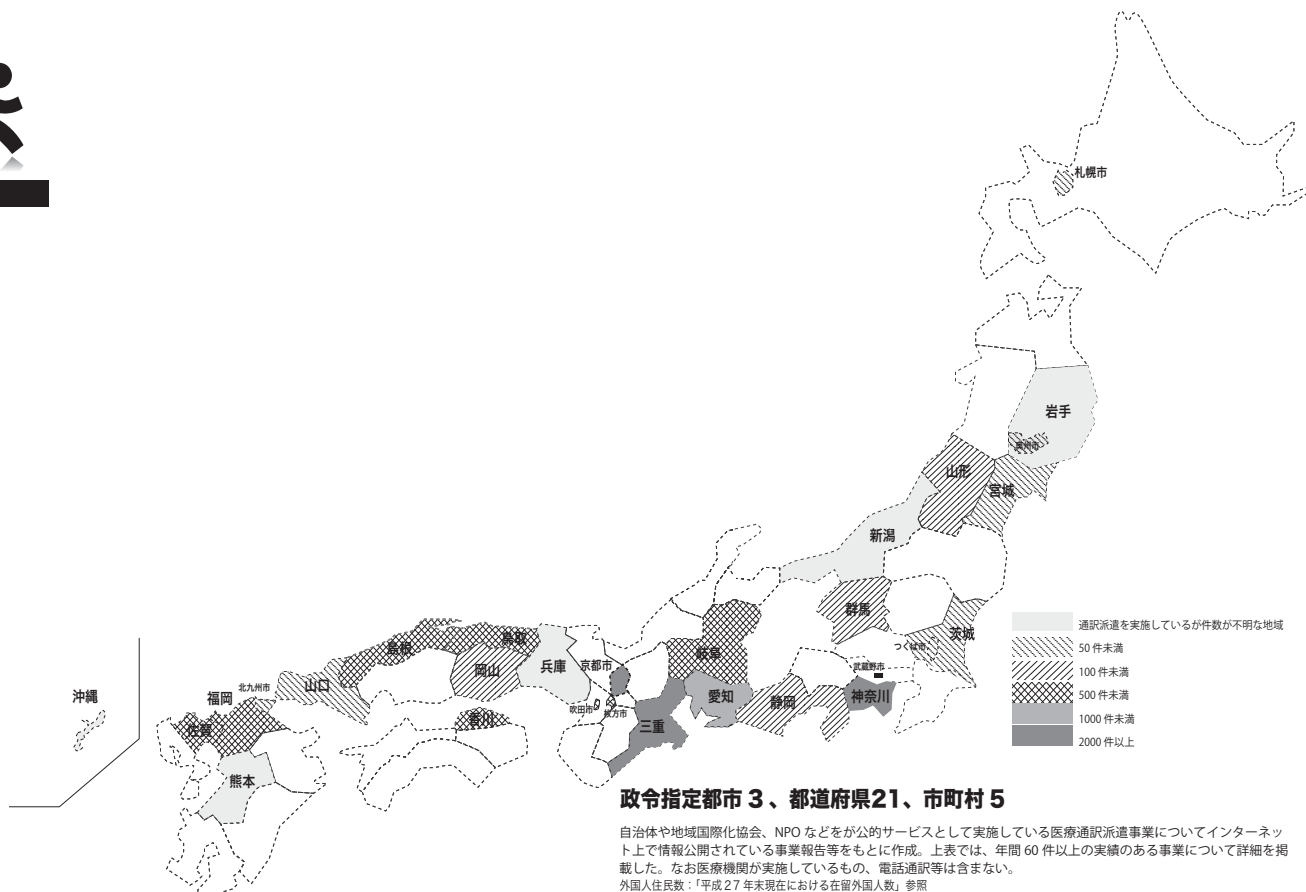 札幌市
岩手
奥州市
山形
宮城
新潟
群馬
茨城
つくば市
武蔵野市
神奈川
鳥取
島根
岡山
兵庫
京都市
岐阜
愛知
静岡
三重
吹田市
枚方市
香川
山口
北九州市
福岡
佐賀
熊本
沖縄
通訳派遣を実施しているが件数が不明な地域
50 件未満
100 件未満
500 件未満
1000 件未満
2000 件以上
政令指定都市 3 、都道府県21、市町村 5
自治体や地域国際化協会、NPO などをが公的サービスとして実施している医療通訳派遣事業についてインターネッ
ト上で情報公開されている事業報告等をもとに作成。上表では、年間 60 件以上の実績のある事業について詳細を掲
載した。なお医療機関が実施しているもの、電話通訳等は含まない。
外国人住民数：「平成２７年末現在における在留外国人数」参照